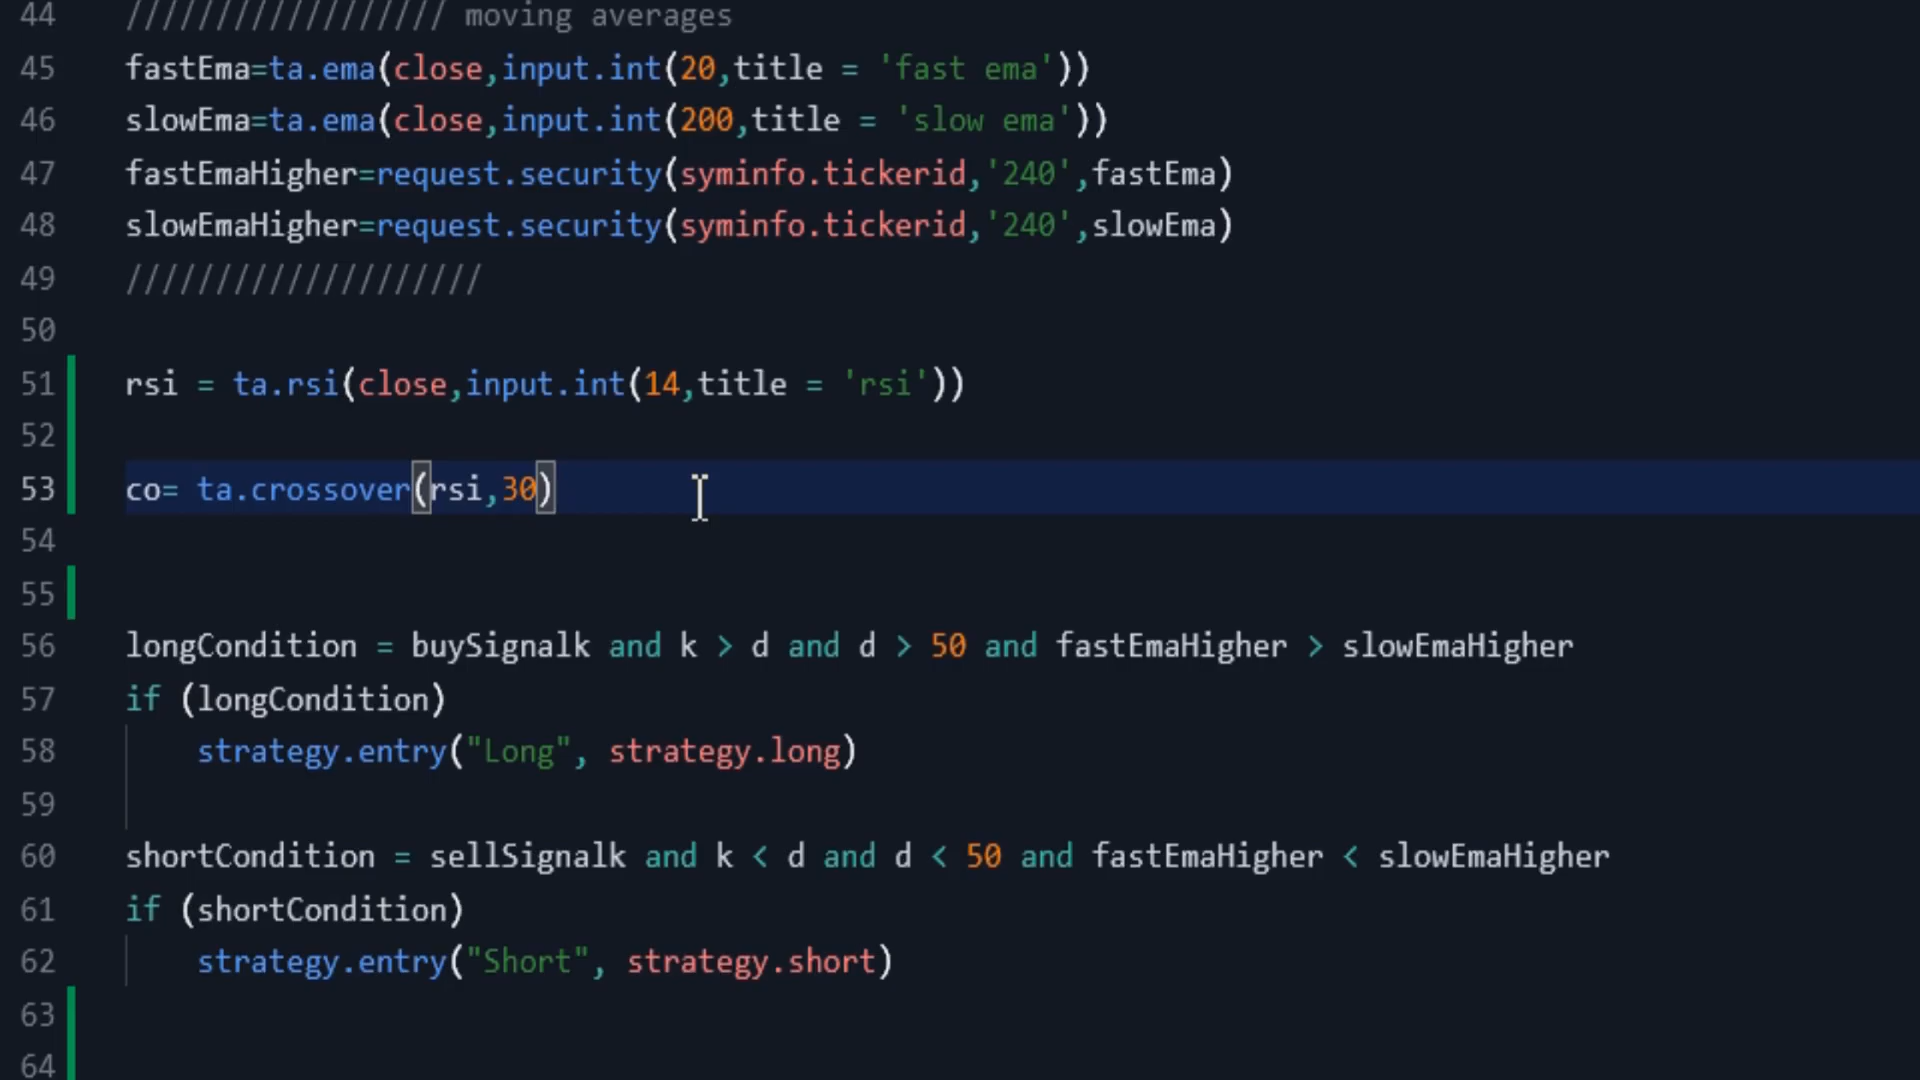 44 ////////////////// moving averages
45 fastEma=ta.ema(close,input.int(20,title = 'fast ema'))
46 slowEma=ta.ema(close,input.int(200,title = 'slow ema'))
47 fastEmaHigher=request.security(syminfo.tickerid,'240',fastEma)
48 slowEmaHigher=request.security(syminfo.tickerid,'240',slowEma)
49 ////////////////////
50
51 rsi = ta.rsi(close,input.int(14,title = 'rsi'))
52
53 co= ta.crossover(rsi,30)
54
55
56 longCondition = buySignalk and k > d and d > 50 and fastEmaHigher > slowEmaHigher
57 if (longCondition)
58     strategy.entry("Long", strategy.long)
59
60 shortCondition = sellSignalk and k < d and d < 50 and fastEmaHigher < slowEmaHigher
61 if (shortCondition)
62     strategy.entry("Short", strategy.short)
63
64